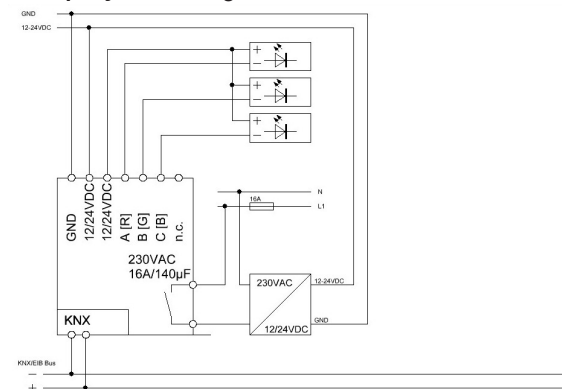 GND
12-24VDC
+
−
+
−
+
−
GND
12/24VDC
12/24VDC
A [R]
B [G]
C [B]
n.c.
N
16A
L1
230VAC
16A/140µF
230VAC
12/24VDC
12-24VDC
GND
KNX
KNX/EIB Bus
−
+